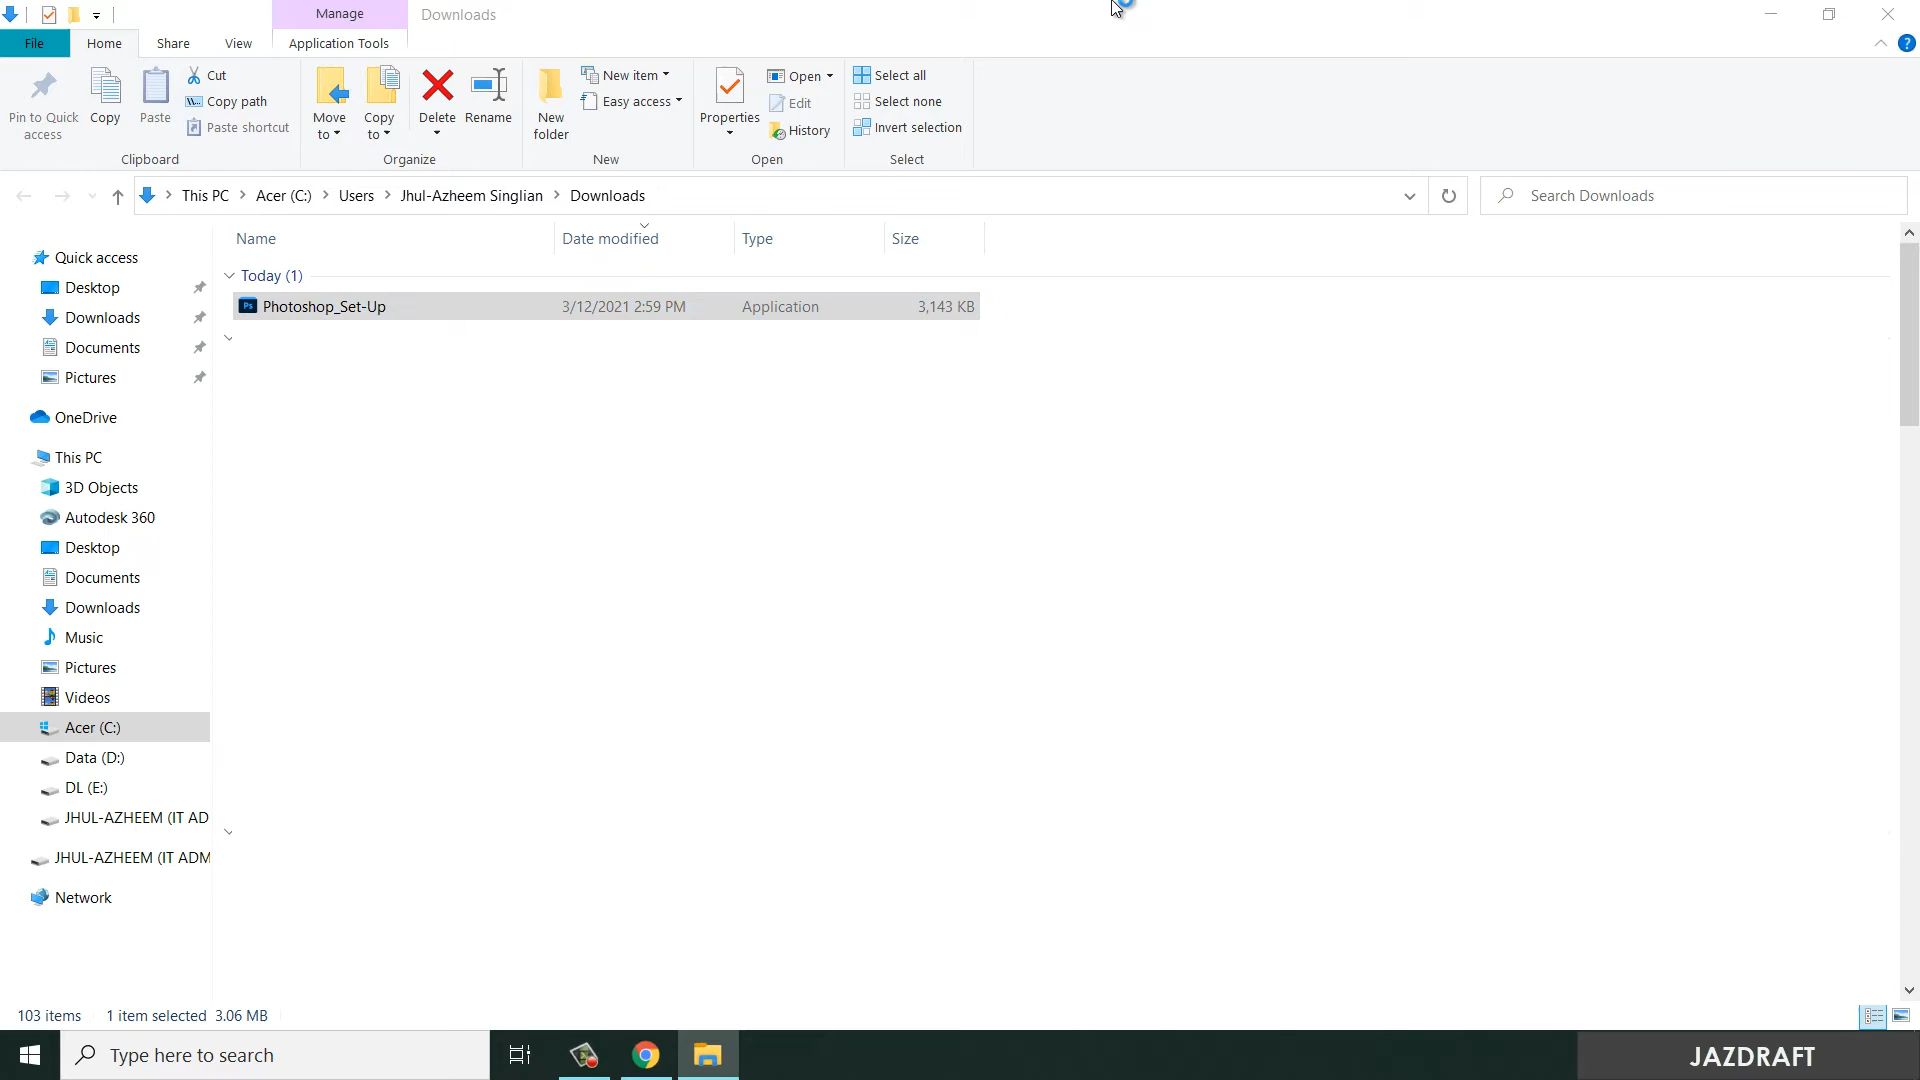 Manage
Downloads
File
Home
Share
View
Application Tools
Pin to Quick
access
Copy
Paste
Cut
Copy path
Paste shortcut
Clipboard
Move
to
Copy
to
Delete
Rename
Organize
New
folder
New item
Easy access
New
Properties
Open
Edit
History
Open
Select all
Select none
Invert selection
Select
This PC
Acer (C:)
Users
Jhul-Azheem Singlian
Downloads
Search Downloads
Name
Date modified
Type
Size
Today (1)
Ps
Photoshop_Set-Up
3/12/2021 2:59 PM
Application
3,143 KB
Quick access
Desktop
Downloads
Documents
Pictures
OneDrive
This PC
3D Objects
Autodesk 360
Desktop
Documents
Downloads
Music
Pictures
Videos
Acer (C:)
Data (D:)
DL (E:)
JHUL-AZHEEM (IT AD
JHUL-AZHEEM (IT ADM
Network
103 items
1 item selected 3.06 MB
Type here to search
JAZDRAFT